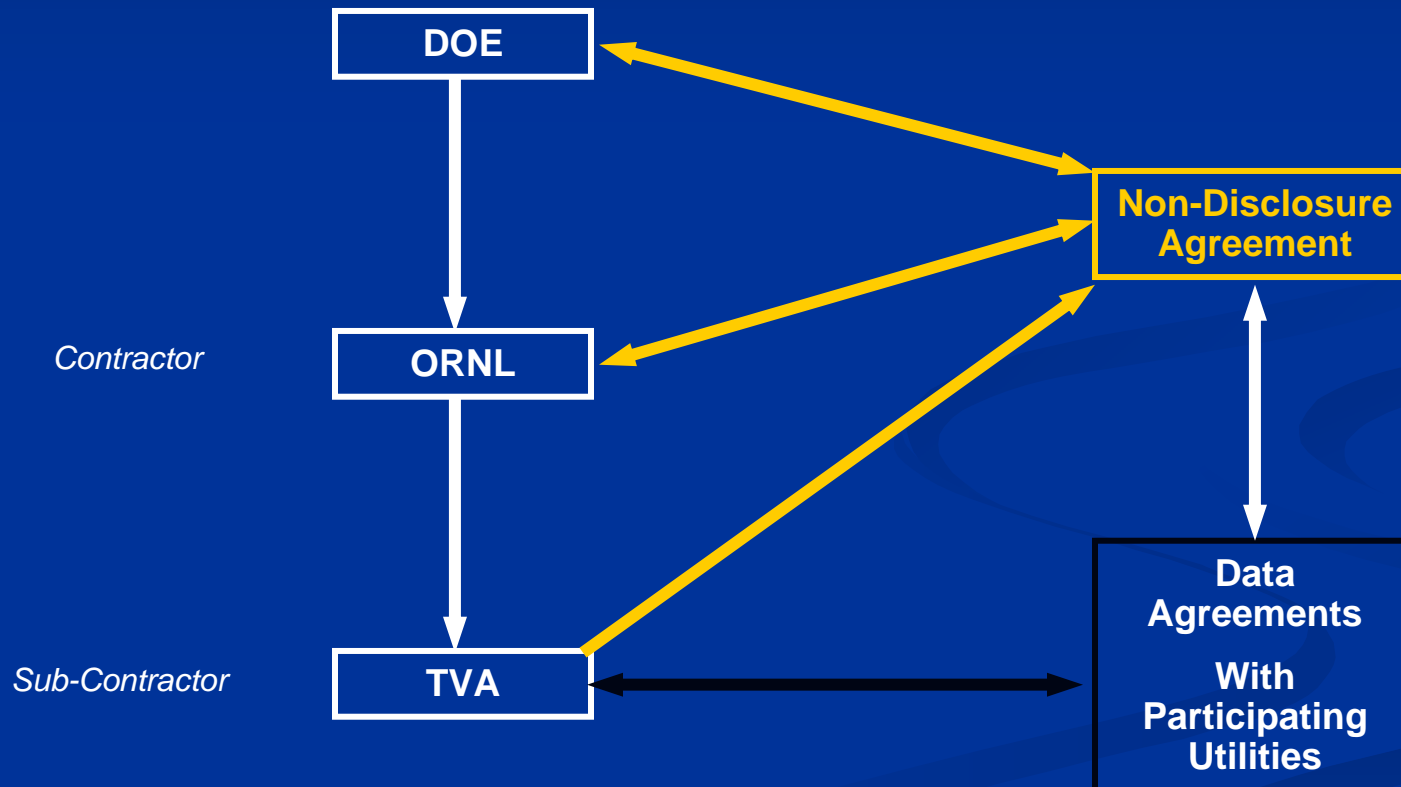 DOE
Non-Disclosure
Agreement
Contractor
ORNL
Data
Agreements
With
Participating
Utilities
Sub-Contractor
TVA